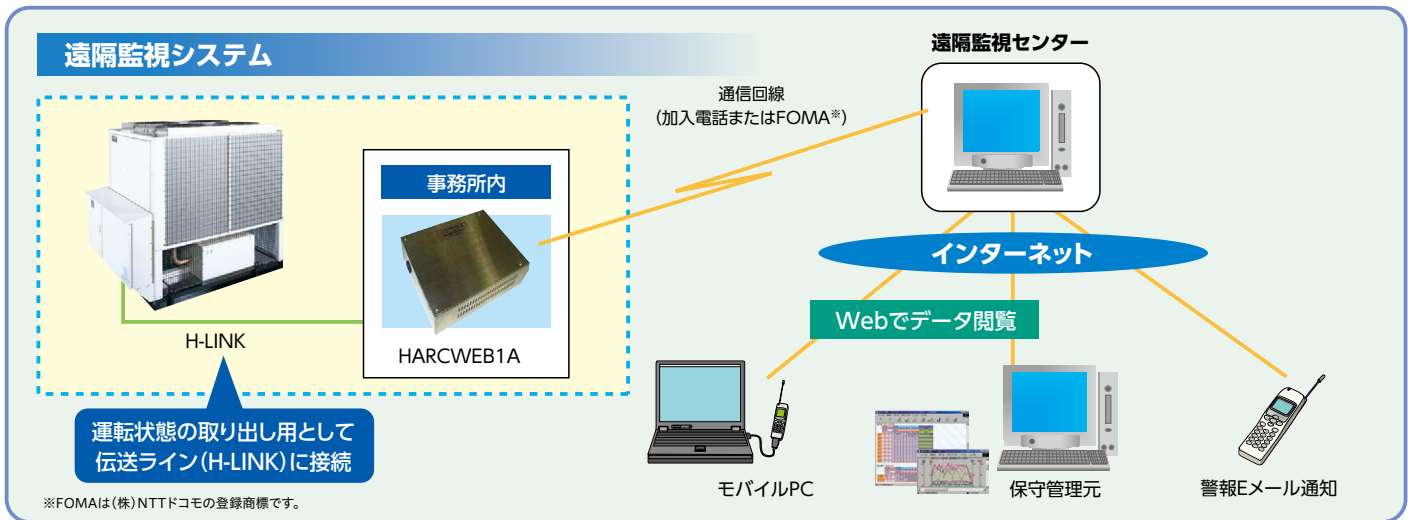 遠隔監視システム
遠隔監視センター
通信回線
(加入電話またはFOMA※)
事務所内
インターネット
Webでデータ閲覧
H-LINK
HARCWEB1A
運転状態の取り出し用として
伝送ライン(H-LINK)に接続
モバイルPC
保守管理元
警報Eメール通知
※FOMAは(株)NTTドコモの登録商標です。